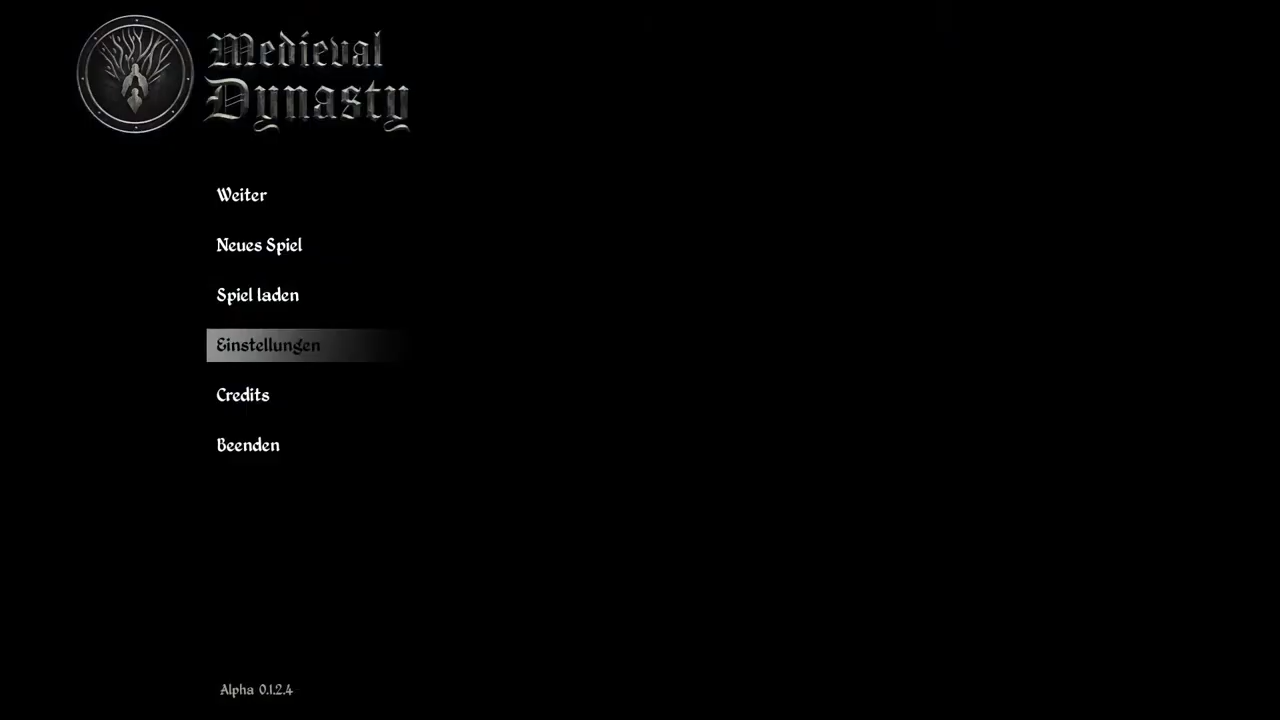 Medieval
Dynasty
Weiter
Neues Spiel
Spiel laden
Einstellungen
Credits
Beenden
Alpha 0.1.2.4